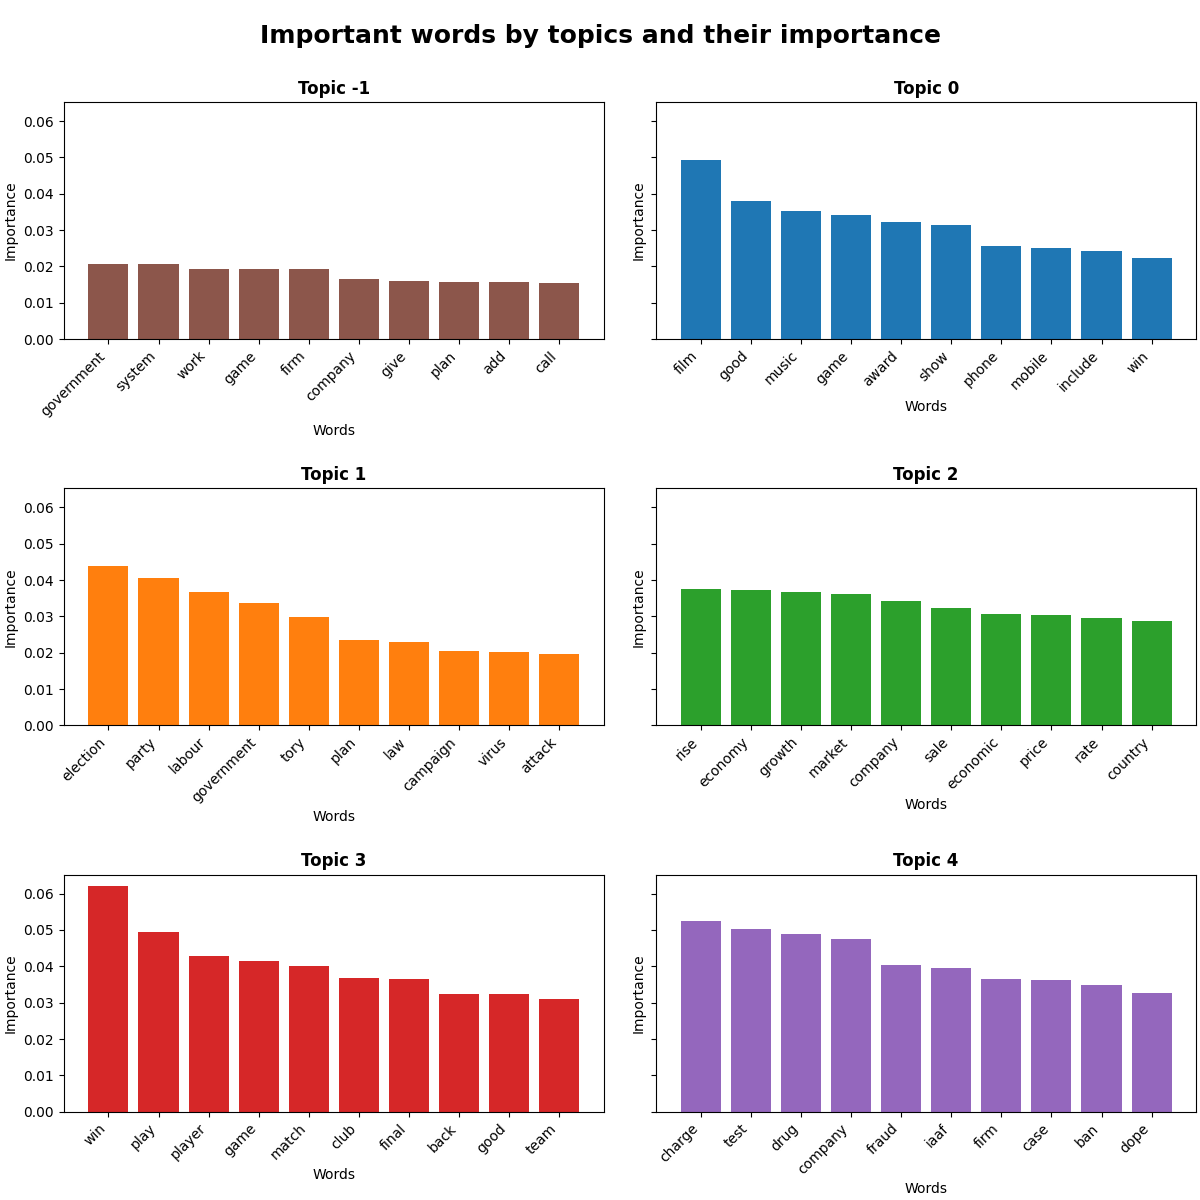 Important words by topics and their importance
Topic -1
Importance
0.06
0.05
0.04
0.03
0.02
0.01
0.00
government
system
work
game
firm
company
give
plan
add
call
Words
Topic 0
Importance
film
good
music
game
award
show
phone
mobile
include
win
Words
Topic 1
Importance
0.06
0.05
0.04
0.03
0.02
0.01
0.00
election
party
labour
government
tory
plan
law
campaign
virus
attack
Words
Topic 2
Importance
rise
economy
growth
market
company
sale
economic
price
rate
country
Words
Topic 3
Importance
0.06
0.05
0.04
0.03
0.02
0.01
0.00
win
play
player
game
match
club
final
back
good
team
Words
Topic 4
Importance
charge
test
drug
company
fraud
iaaf
firm
case
ban
dope
Words